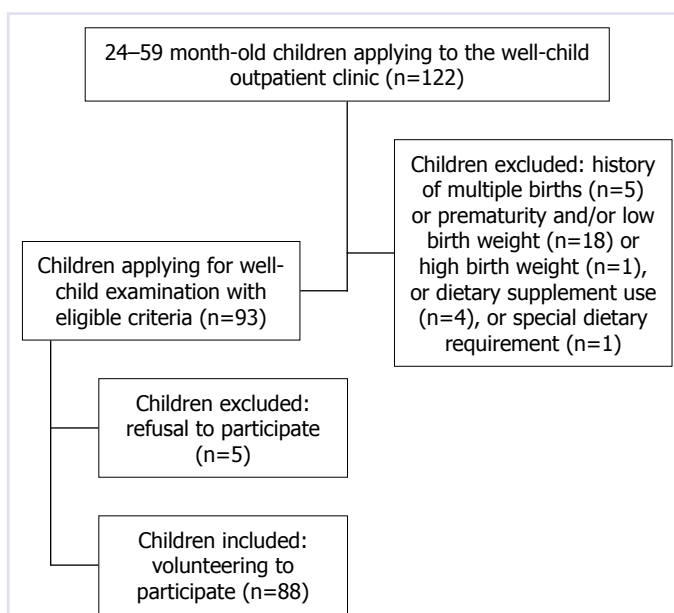 24–59 month-old children applying to the well-child
outpatient clinic (n=122)
Children excluded: history
of multiple births (n=5)
or prematurity and/or low
birth weight (n=18) or
high birth weight (n=1),
or dietary supplement use
(n=4), or special dietary
requirement (n=1)
Children applying for well-
child examination with
eligible criteria (n=93)
Children excluded:
refusal to participate
(n=5)
Children included:
volunteering to
participate (n=88)